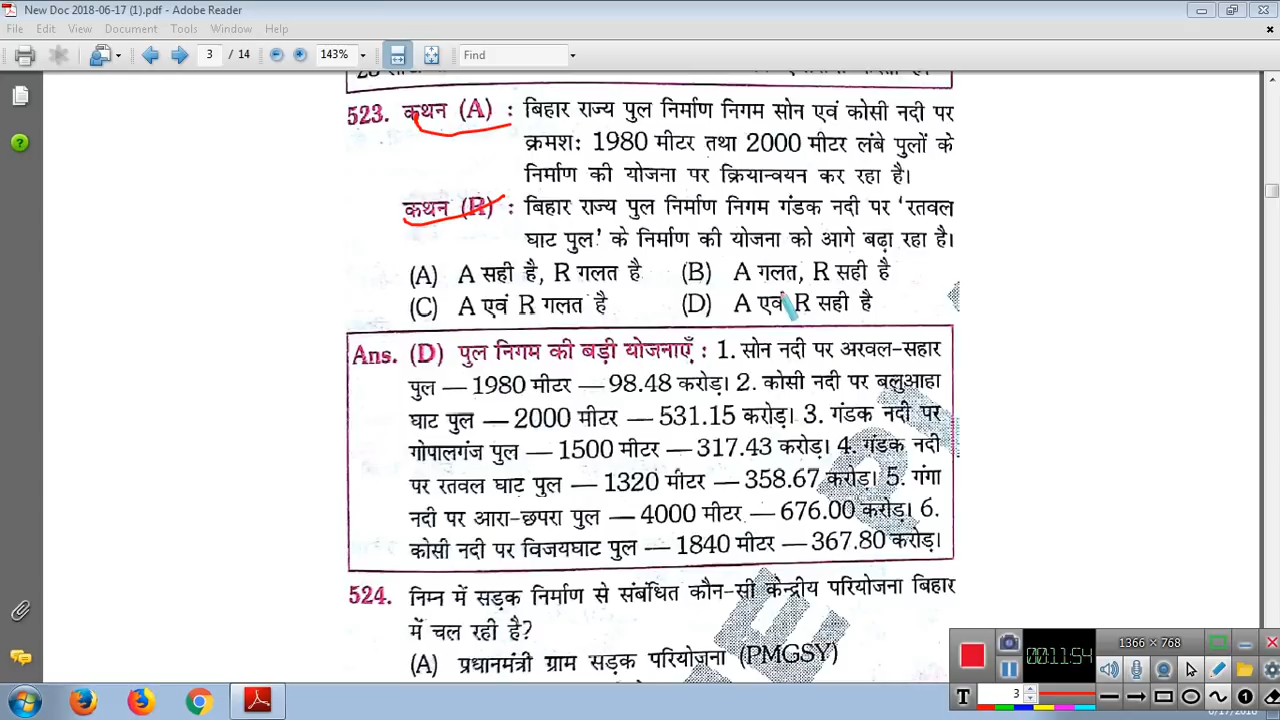 New Doc 2018-06-17 (1).pdf - Adobe Reader
File Edit View Document Tools Window Help
3 / 14 143% Find
523. कथन (A) : बिहार राज्य पुल निर्माण निगम सोन एवं कोसी नदी पर
क्रमश: 1980 मीटर तथा 2000 मीटर लंबे पुलों के
निर्माण की योजना पर क्रियान्वयन कर रहा है।
कथन (R) : बिहार राज्य पुल निर्माण निगम गंडक नदी पर ‘रतवल
घाट पुल’ के निर्माण की योजना को आगे बढ़ा रहा है।
(A) A सही है, R गलत है (B) A गलत, R सही है
(C) A एवं R गलत है (D) A एवं R सही है
Ans. (D) पुल निगम की बड़ी योजनाएँ : 1. सोन नदी पर अरवल-सहार
पुल — 1980 मीटर — 98.48 करोड़। 2. कोसी नदी पर बलुआहा
घाट पुल — 2000 मीटर — 531.15 करोड़। 3. गंडक नदी पर
गोपालगंज पुल — 1500 मीटर — 317.43 करोड़। 4. गंडक नदी
पर रतवल घाट पुल — 1320 मीटर — 358.67 करोड़। 5. गंगा
नदी पर आरा-छपरा पुल — 4000 मीटर — 676.00 करोड़। 6.
कोसी नदी पर विजयघाट पुल — 1840 मीटर — 367.80 करोड़।
524. निम्न में सड़क निर्माण से संबंधित कौन-सी केन्द्रीय परियोजना बिहार
में चल रही है?
(A) प्रधानमंत्री ग्राम सड़क परियोजना (PMGSY)
00:11:54 1366 × 768
T 3